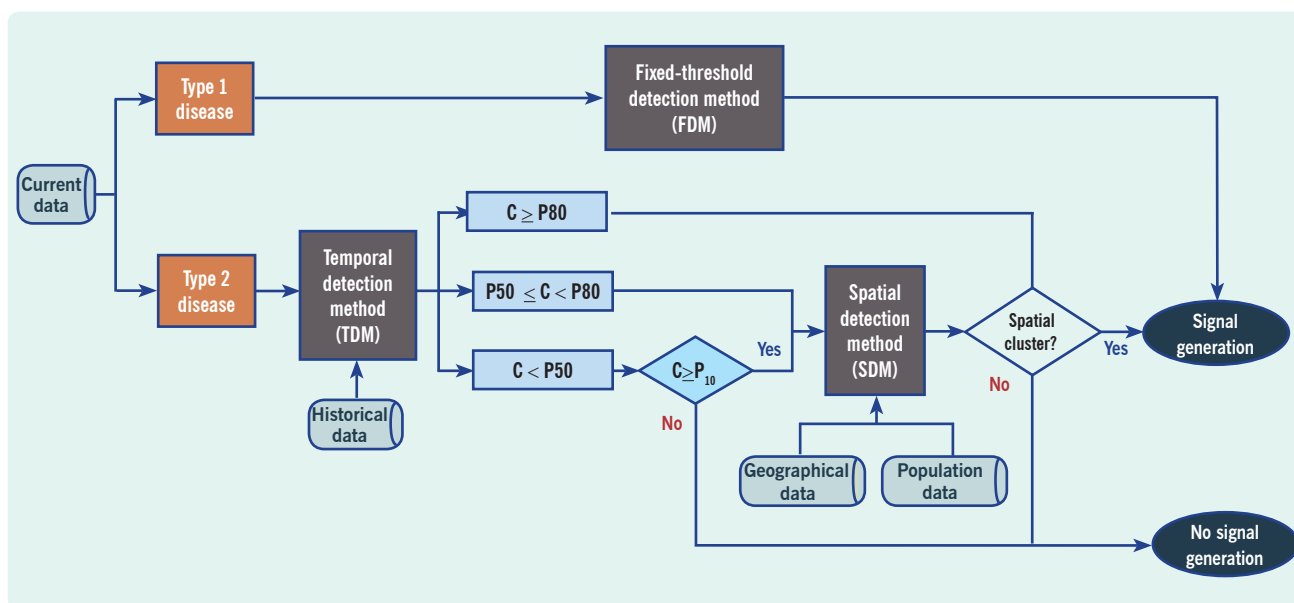 Type 1
disease
Fixed-threshold
detection method
(FDM)
Current
data
C ≥ P80
Type 2
disease
Temporal
detection
method
(TDM)
P50 ≤ C < P80
Spatial
detection
method
(SDM)
Spatial
cluster?
Yes
Signal
generation
C < P50
C≥P10
Yes
No
No
Historical
data
Geographical
data
Population
data
No signal
generation